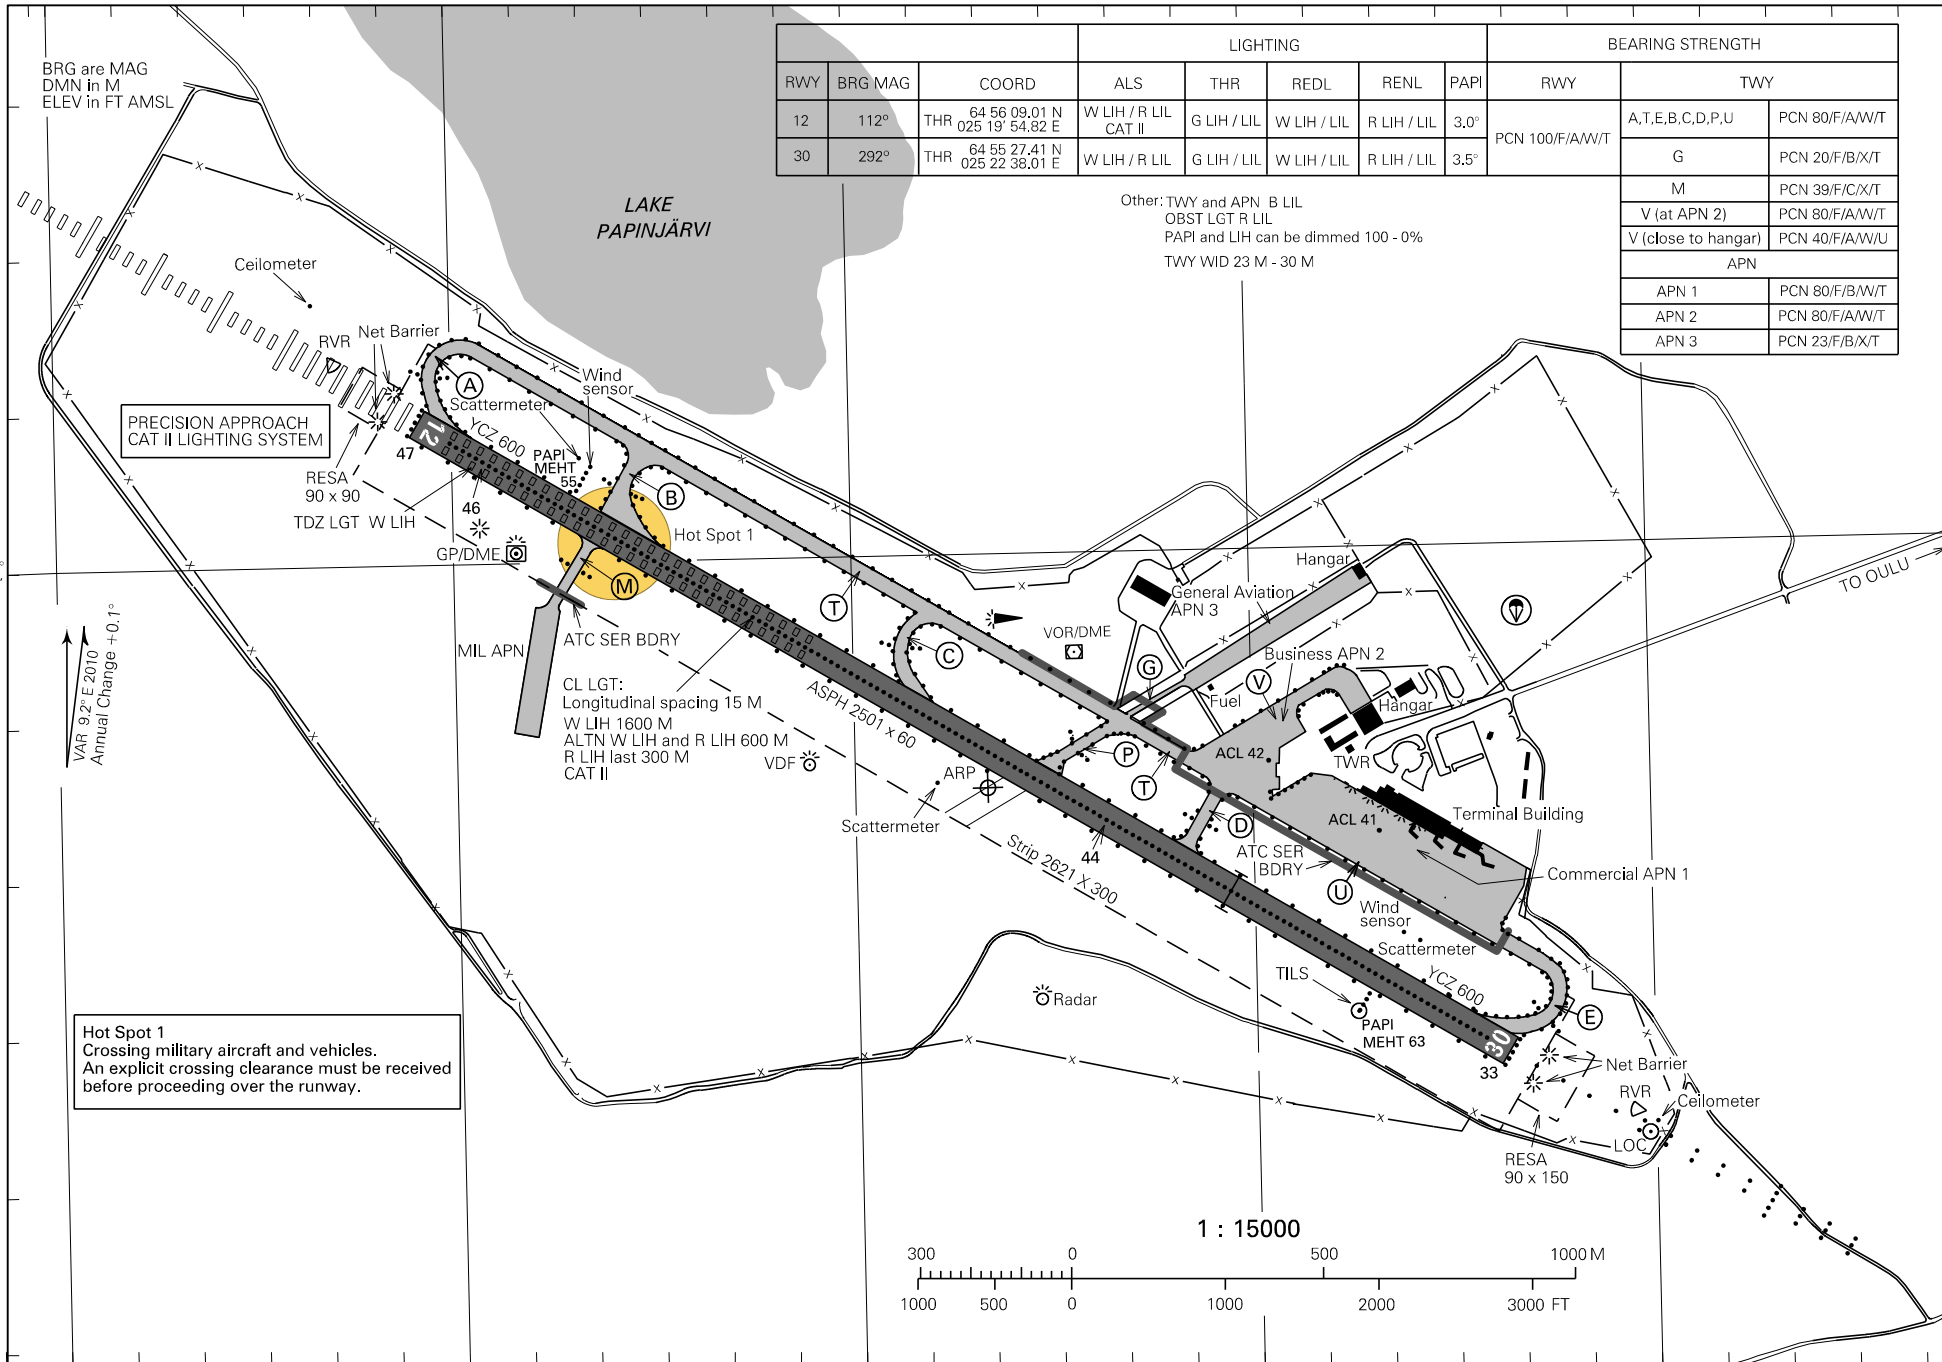 BRG are MAG
DMN in M
ELEV in FT AMSL
LIGHTING
BEARING STRENGTH
RWY
BRG MAG
COORD
ALS
THR
REDL
RENL
PAPI
RWY
TWY
12
112°
THR 64 56 09.01 N
025 19' 54.82 E
W LIH / R LIL
CAT II
G LIH / LIL
W LIH / LIL
R LIH / LIL
3.0°
PCN 100/F/A/W/T
A,T,E,B,C,D,P,U
PCN 80/F/A/W/T
30
292°
THR 64 55 27.41 N
025 22 38.01 E
W LIH / R LIL
G LIH / LIL
W LIH / LIL
R LIH / LIL
3.5°
G
PCN 20/F/B/X/T
M
PCN 39/F/C/X/T
V (at APN 2)
PCN 80/F/A/W/T
V (close to hangar)
PCN 40/F/A/W/U
APN
APN 1
PCN 80/F/B/W/T
APN 2
PCN 80/F/A/W/T
APN 3
PCN 23/F/B/X/T
Other: TWY and APN B LIL
OBST LGT R LIL
PAPI and LIH can be dimmed 100 - 0%
TWY WID 23 M - 30 M
LAKE
PAPINJÄRVI
Ceilometer
RVR
Net Barrier
A
Wind
sensor
Scattermeter
PRECISION APPROACH
CAT II LIGHTING SYSTEM
12
YCZ 600
47
PAPI
MEHT
55
RESA
90 x 90
46
B
TDZ LGT W LIH
Hot Spot 1
GP/DME
M
T
Hangar
General Aviation
APN 3
TO OULU
VAR 9.2° E 2010
Annual Change +0.1°
MIL APN
ATC SER BDRY
C
VOR/DME
G
Business APN 2
V
Fuel
Hangar
CL LGT:
Longitudinal spacing 15 M
W LIH 1600 M
ALTN W LIH and R LIH 600 M
R LIH last 300 M
CAT II
ASPH 2501 x 60
VDF
ARP
P
T
ACL 42
TWR
Scattermeter
D
ACL 41
Terminal Building
44
Strip 2621 X 300
ATC SER
BDRY
U
Commercial APN 1
Wind
sensor
Scattermeter
TILS
YCZ 600
Radar
PAPI
MEHT 63
E
30
33
Net Barrier
RVR
Ceilometer
LOC
RESA
90 x 150
Hot Spot 1
Crossing military aircraft and vehicles.
An explicit crossing clearance must be received
before proceeding over the runway.
1 : 15000
300 0 500 1000 M
1000 500 0 1000 2000 3000 FT